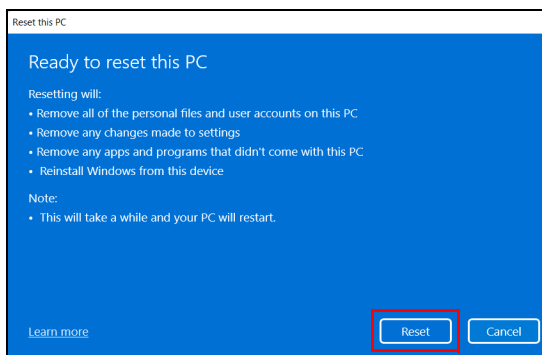 Reset this PC
Ready to reset this PC
Resetting will:
• Remove all of the personal files and user accounts on this PC
• Remove any changes made to settings
• Remove any apps and programs that didn't come with this PC
• Reinstall Windows from this device
Note:
• This will take a while and your PC will restart.
Learn more
Reset
Cancel